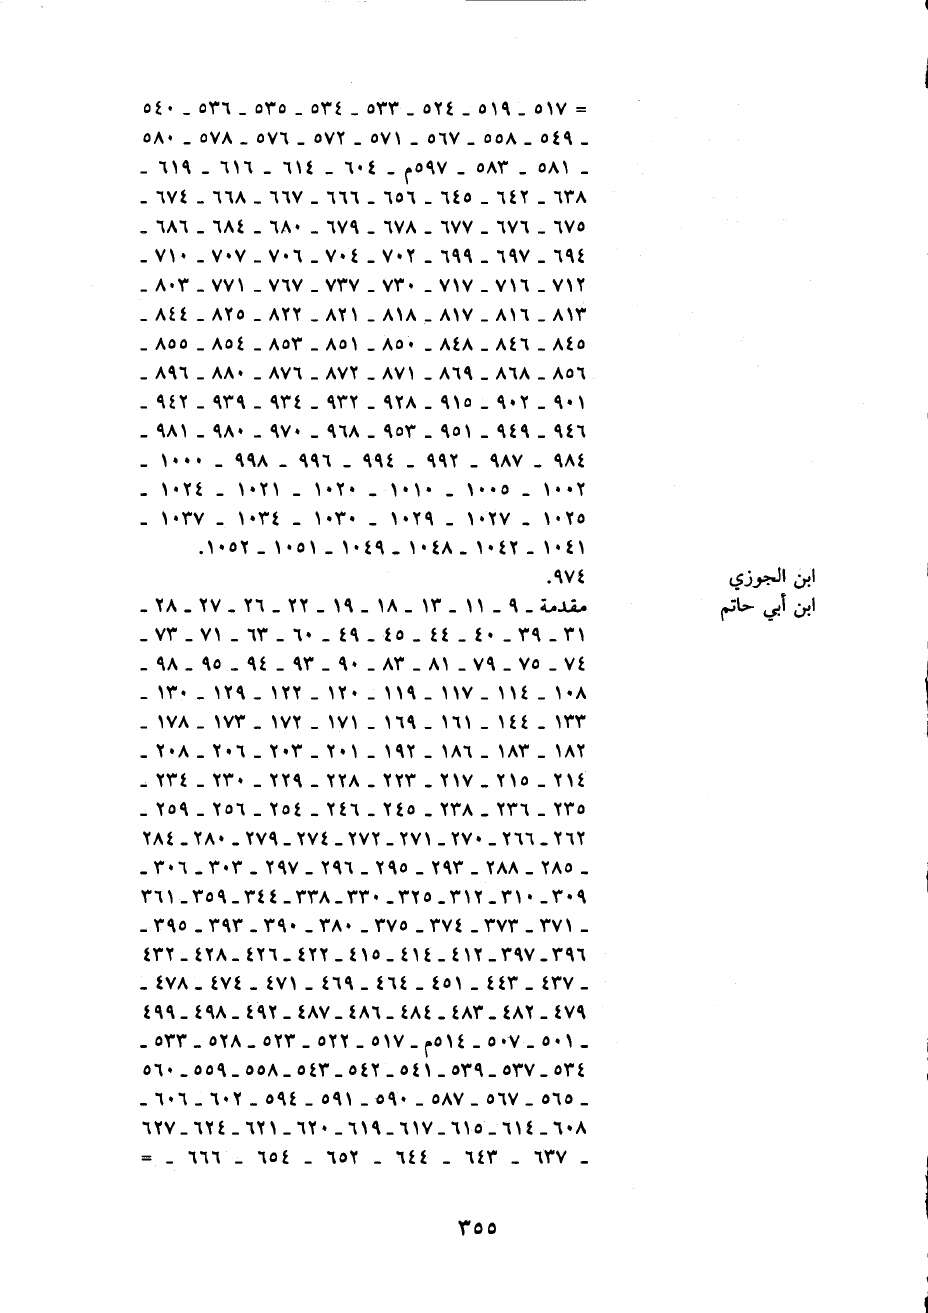 = ٥١٧ _ ٥١٩ _ ٥٢٤ _ ٥٣٣ _ ٥٣٤ _ ٥٣٥ _ ٥٣٦ _ ٥٤٠
_ ٥٤٩ _ ٥٥٨ _ ٥٦٧ _ ٥٧١ _ ٥٧٢ _ ٥٧٦ _ ٥٧٨ _ ٥٨٠
_ ٥٨١ _ ٥٨٣ _ ٥٩٧م _ ٦٠٤ _ ٦١٤ _ ٦١٦ _ ٦١٩ _
٦٣٨ _ ٦٤٢ _ ٦٤٥ _ ٦٥٦ _ ٦٦٦ _ ٦٦٧ _ ٦٦٨ _ ٦٧٤ _
٦٧٥ _ ٦٧٦ _ ٦٧٧ _ ٦٧٨ _ ٦٧٩ _ ٦٨٠ _ ٦٨٤ _ ٦٨٦ _
٦٩٤ _ ٦٩٧ _ ٦٩٩ _ ٧٠٢ _ ٧٠٤ _ ٧٠٦ _ ٧٠٧ _ ٧١٠ _
٧١٢ _ ٧١٦ _ ٧١٧ _ ٧٣٠ _ ٧٣٧ _ ٧٦٧ _ ٧٧١ _ ٨٠٣ _
٨١٣ _ ٨١٦ _ ٨١٧ _ ٨١٨ _ ٨٢١ _ ٨٢٢ _ ٨٢٥ _ ٨٤٤ _
٨٤٥ _ ٨٤٦ _ ٨٤٨ _ ٨٥٠ _ ٨٥١ _ ٨٥٣ _ ٨٥٤ _ ٨٥٥ _
٨٥٦ _ ٨٦٨ _ ٨٦٩ _ ٨٧١ _ ٨٧٢ _ ٨٧٦ _ ٨٨٠ _ ٨٩٦ _
٩٠١ _ ٩٠٢ _ ٩١٥ _ ٩٢٨ _ ٩٣٢ _ ٩٣٤ _ ٩٣٩ _ ٩٤٢ _
٩٤٦ _ ٩٤٩ _ ٩٥١ _ ٩٥٣ _ ٩٦٨ _ ٩٧٠ _ ٩٨٠ _ ٩٨١ _
٩٨٤ _ ٩٨٧ _ ٩٩٢ _ ٩٩٤ _ ٩٩٦ _ ٩٩٨ _ ١٠٠٠ _
١٠٠٢ _ ١٠٠٥ _ ١٠١٠ _ ١٠٢٠ _ ١٠٢١ _ ١٠٢٤ _
١٠٢٥ _ ١٠٢٧ _ ١٠٢٩ _ ١٠٣٠ _ ١٠٣٤ _ ١٠٣٧ _
١٠٤١ _ ١٠٤٢ _ ١٠٤٨ _ ١٠٤٩ _ ١٠٥١ _ ١٠٥٢.
ابن الجوزي ٩٧٤.
ابن أبي حاتم مقدمة _ ٩ _ ١١ _ ١٣ _ ١٨ _ ١٩ _ ٢٢ _ ٢٦ _ ٢٧ _ ٢٨ _
٣١ _ ٣٩ _ ٤٠ _ ٤٤ _ ٤٥ _ ٤٩ _ ٦٠ _ ٦٣ _ ٧١ _ ٧٣ _
٧٤ _ ٧٥ _ ٧٩ _ ٨١ _ ٨٣ _ ٩٠ _ ٩٣ _ ٩٤ _ ٩٥ _ ٩٨ _
١٠٨ _ ١١٤ _ ١١٧ _ ١١٩ _ ١٢٠ _ ١٢٢ _ ١٢٩ _ ١٣٠ _
١٣٣ _ ١٤٤ _ ١٦١ _ ١٦٩ _ ١٧١ _ ١٧٢ _ ١٧٣ _ ١٧٨ _
١٨٢ _ ١٨٣ _ ١٨٦ _ ١٩٢ _ ٢٠١ _ ٢٠٣ _ ٢٠٦ _ ٢٠٨ _
٢١٤ _ ٢١٥ _ ٢١٧ _ ٢٢٣ _ ٢٢٨ _ ٢٢٩ _ ٢٣٠ _ ٢٣٤ _
٢٣٥ _ ٢٣٦ _ ٢٣٨ _ ٢٤٥ _ ٢٤٦ _ ٢٥٤ _ ٢٥٦ _ ٢٥٩ _
٢٦٢ _ ٢٦٦ _ ٢٧٠ _ ٢٧١ _ ٢٧٢ _ ٢٧٤ _ ٢٧٩ _ ٢٨٠ _ ٢٨٤
_ ٢٨٥ _ ٢٨٨ _ ٢٩٣ _ ٢٩٥ _ ٢٩٦ _ ٢٩٧ _ ٣٠٣ _ ٣٠٦ _
٣٠٩ _ ٣١٠ _ ٣١٢ _ ٣٢٥ _ ٣٣٠ _ ٣٣٨ _ ٣٤٤ _ ٣٥٩ _ ٣٦١
_ ٣٧١ _ ٣٧٣ _ ٣٧٤ _ ٣٧٥ _ ٣٨٠ _ ٣٩٠ _ ٣٩٣ _ ٣٩٥ _
٣٩٦ _ ٣٩٧ _ ٤١٢ _ ٤١٤ _ ٤١٥ _ ٤٢٢ _ ٤٢٦ _ ٤٢٨ _ ٤٣٢
_ ٤٣٧ _ ٤٤٣ _ ٤٥١ _ ٤٦٤ _ ٤٦٩ _ ٤٧١ _ ٤٧٤ _ ٤٧٨ _
٤٧٩ _ ٤٨٢ _ ٤٨٣ _ ٤٨٤ _ ٤٨٦ _ ٤٨٧ _ ٤٩٢ _ ٤٩٨ _ ٤٩٩
_ ٥٠١ _ ٥٠٧ _ ٥١٤م _ ٥١٧ _ ٥٢٢ _ ٥٢٣ _ ٥٢٨ _ ٥٣٣ _
٥٣٤ _ ٥٣٧ _ ٥٣٩ _ ٥٤١ _ ٥٤٢ _ ٥٤٣ _ ٥٥٨ _ ٥٥٩ _ ٥٦٠
_ ٥٦٥ _ ٥٦٧ _ ٥٨٧ _ ٥٩٠ _ ٥٩١ _ ٥٩٤ _ ٦٠٢ _ ٦٠٦ _
٦٠٨ _ ٦١٤ _ ٦١٥ _ ٦١٧ _ ٦١٩ _ ٦٢٠ _ ٦٢١ _ ٦٢٤ _ ٦٢٧
_ ٦٣٧ _ ٦٤٣ _ ٦٤٤ _ ٦٥٢ _ ٦٥٤ _ ٦٦٦ _ =
٣٥٥